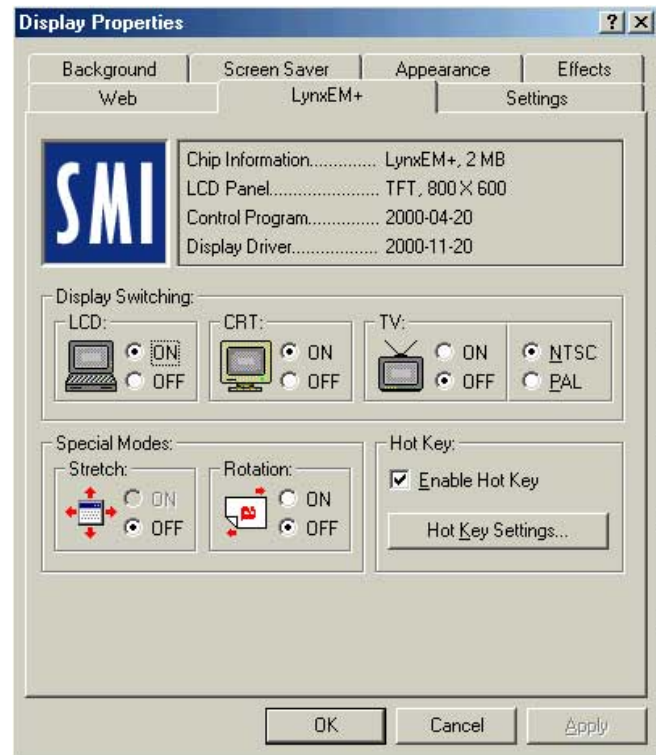 Display Properties
? X
Background Screen Saver Appearance Effects
Web LynxEM+ Settings
SMI
Chip Information.............. LynxEM+, 2 MB
LCD Panel....................... TFT, 800 X 600
Control Program............... 2000-04-20
Display Driver.................. 2000-11-20
Display Switching:
LCD: CRT: TV:
ON ON ON NTSC
OFF OFF OFF PAL
Special Modes: Hot Key:
Stretch: Rotation: Enable Hot Key
ON ON
OFF OFF Hot Key Settings...
OK Cancel Apply